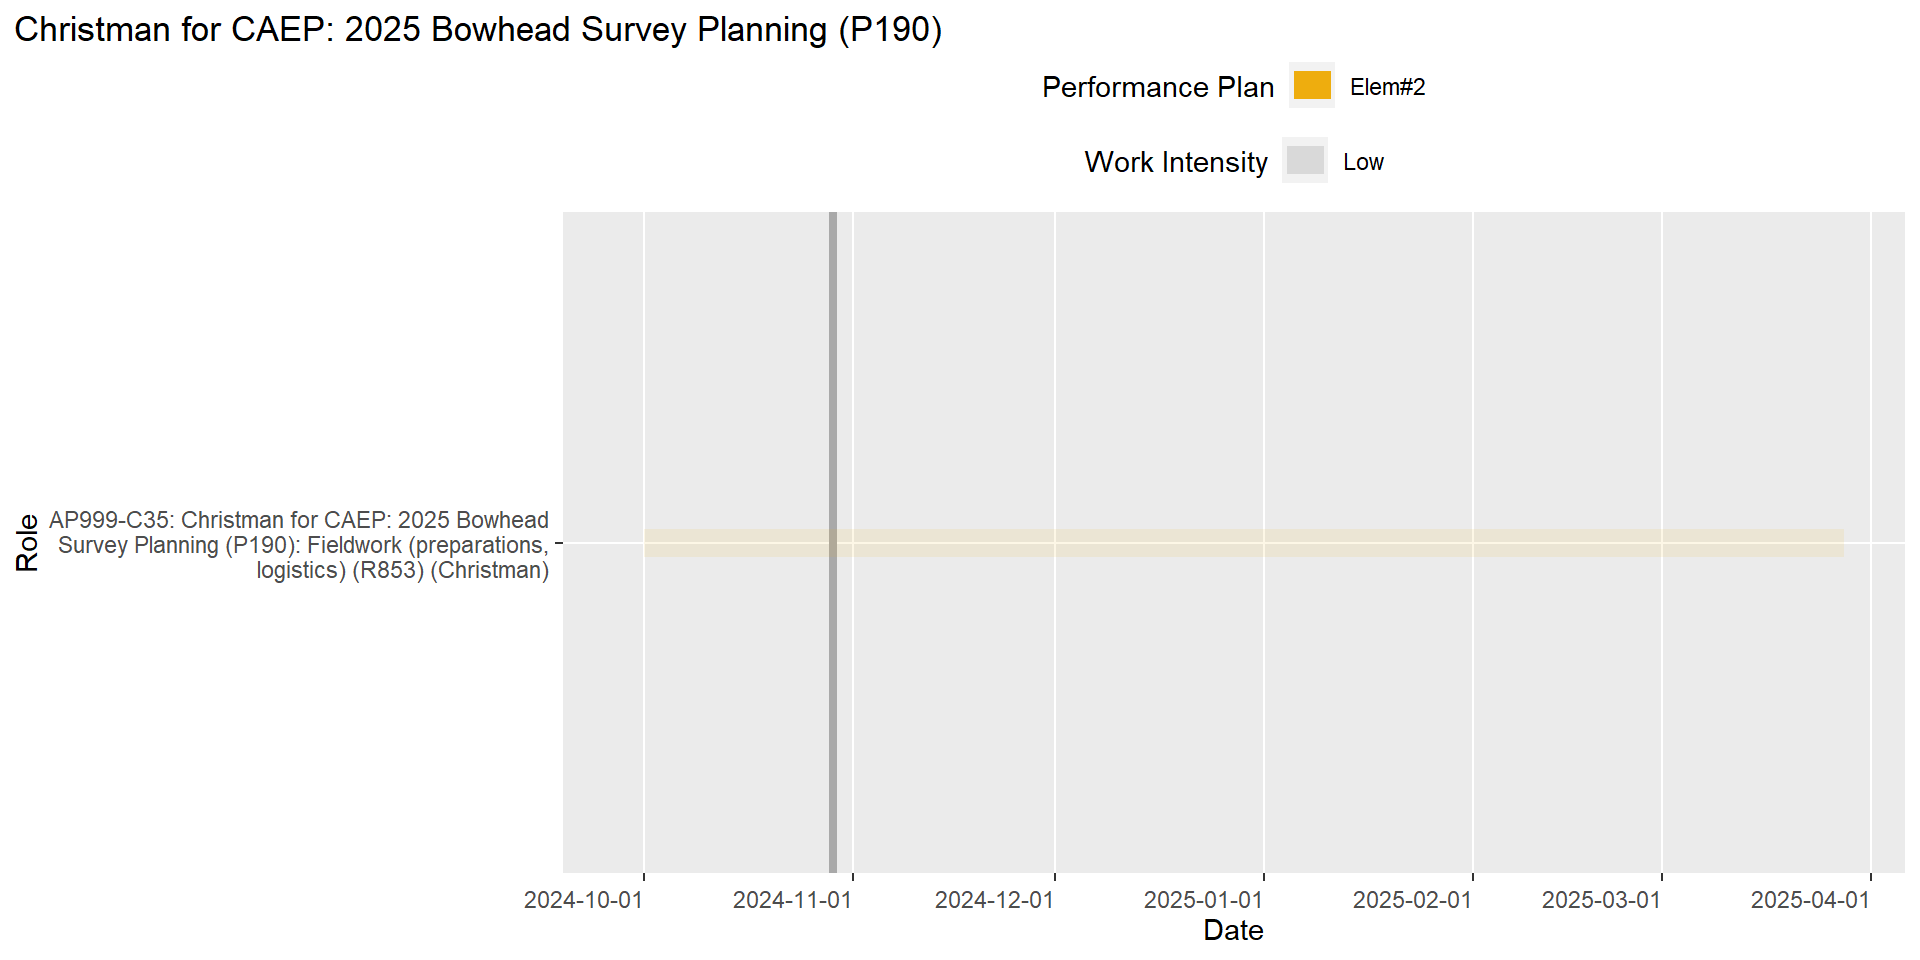 Christman for CAEP: 2025 Bowhead Survey Planning (P190)
Performance Plan Elem#2
Work Intensity Low
Role
AP999-C35: Christman for CAEP: 2025 Bowhead
Survey Planning (P190): Fieldwork (preparations,
logistics) (R853) (Christman)
2024-10-01 2024-11-01 2024-12-01 2025-01-01 2025-02-01 2025-03-01 2025-04-01
Date